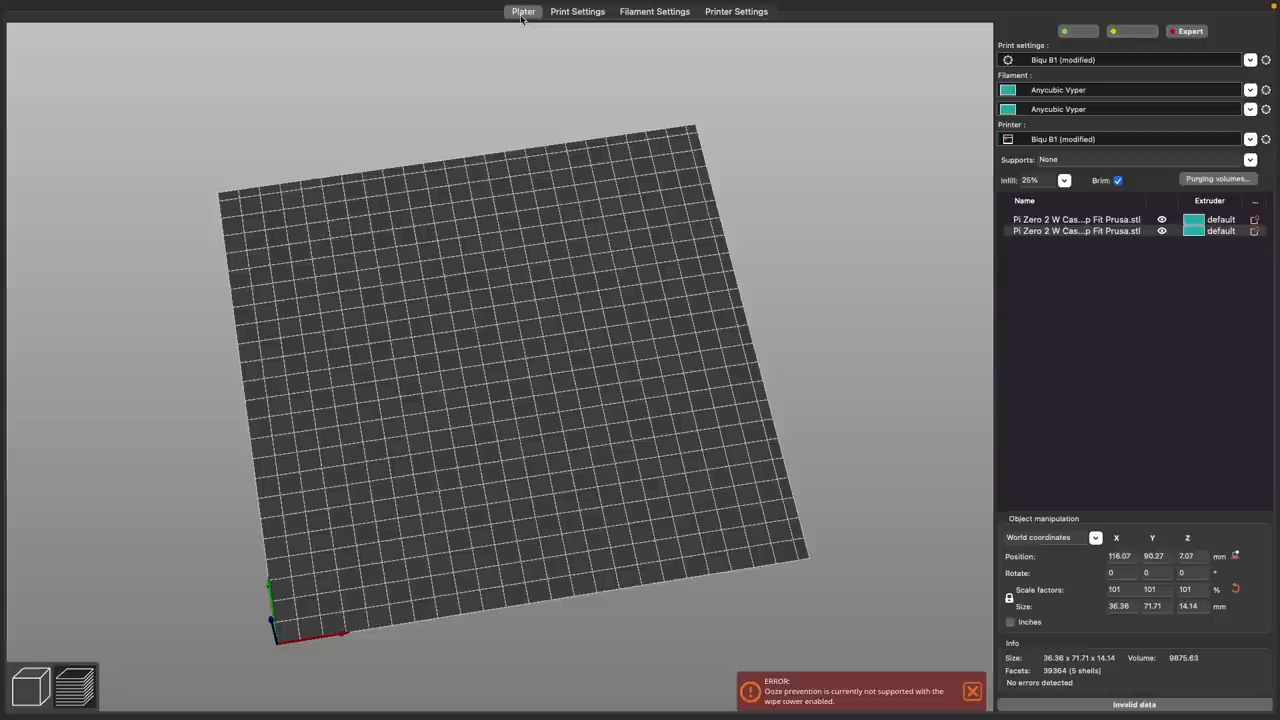 Plater Print Settings Filament Settings Printer Settings
Expert
Print settings :
Biqu B1 (modified)
Filament :
Anycubic Vyper
Anycubic Vyper
Printer :
Biqu B1 (modified)
Supports: None
Infill: 25% Brim: Purging volumes...
Name Extruder ...
Pi Zero 2 W Cas...p Fit Prusa.stl default
Pi Zero 2 W Cas...p Fit Prusa.stl default
Object manipulation
World coordinates X Y Z
Position: 116.07 90.27 7.07 mm
Rotate: 0 0 0 °
Scale factors: 101 101 101 %
Size: 36.36 71.71 14.14 mm
Inches
Info
Size: 36.36 x 71.71 x 14.14 Volume: 9875.63
Facets: 39364 (5 shells)
No errors detected
Invalid data
ERROR:
Ooze prevention is currently not supported with the
wipe tower enabled.